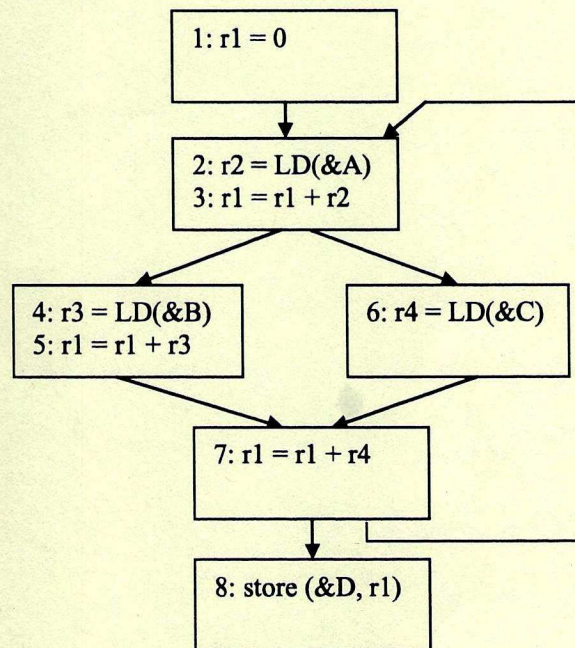 1: r1 = 0
2: r2 = LD(&A)
3: r1 = r1 + r2
4: r3 = LD(&B)
5: r1 = r1 + r3
6: r4 = LD(&C)
7: r1 = r1 + r4
8: store (&D, r1)